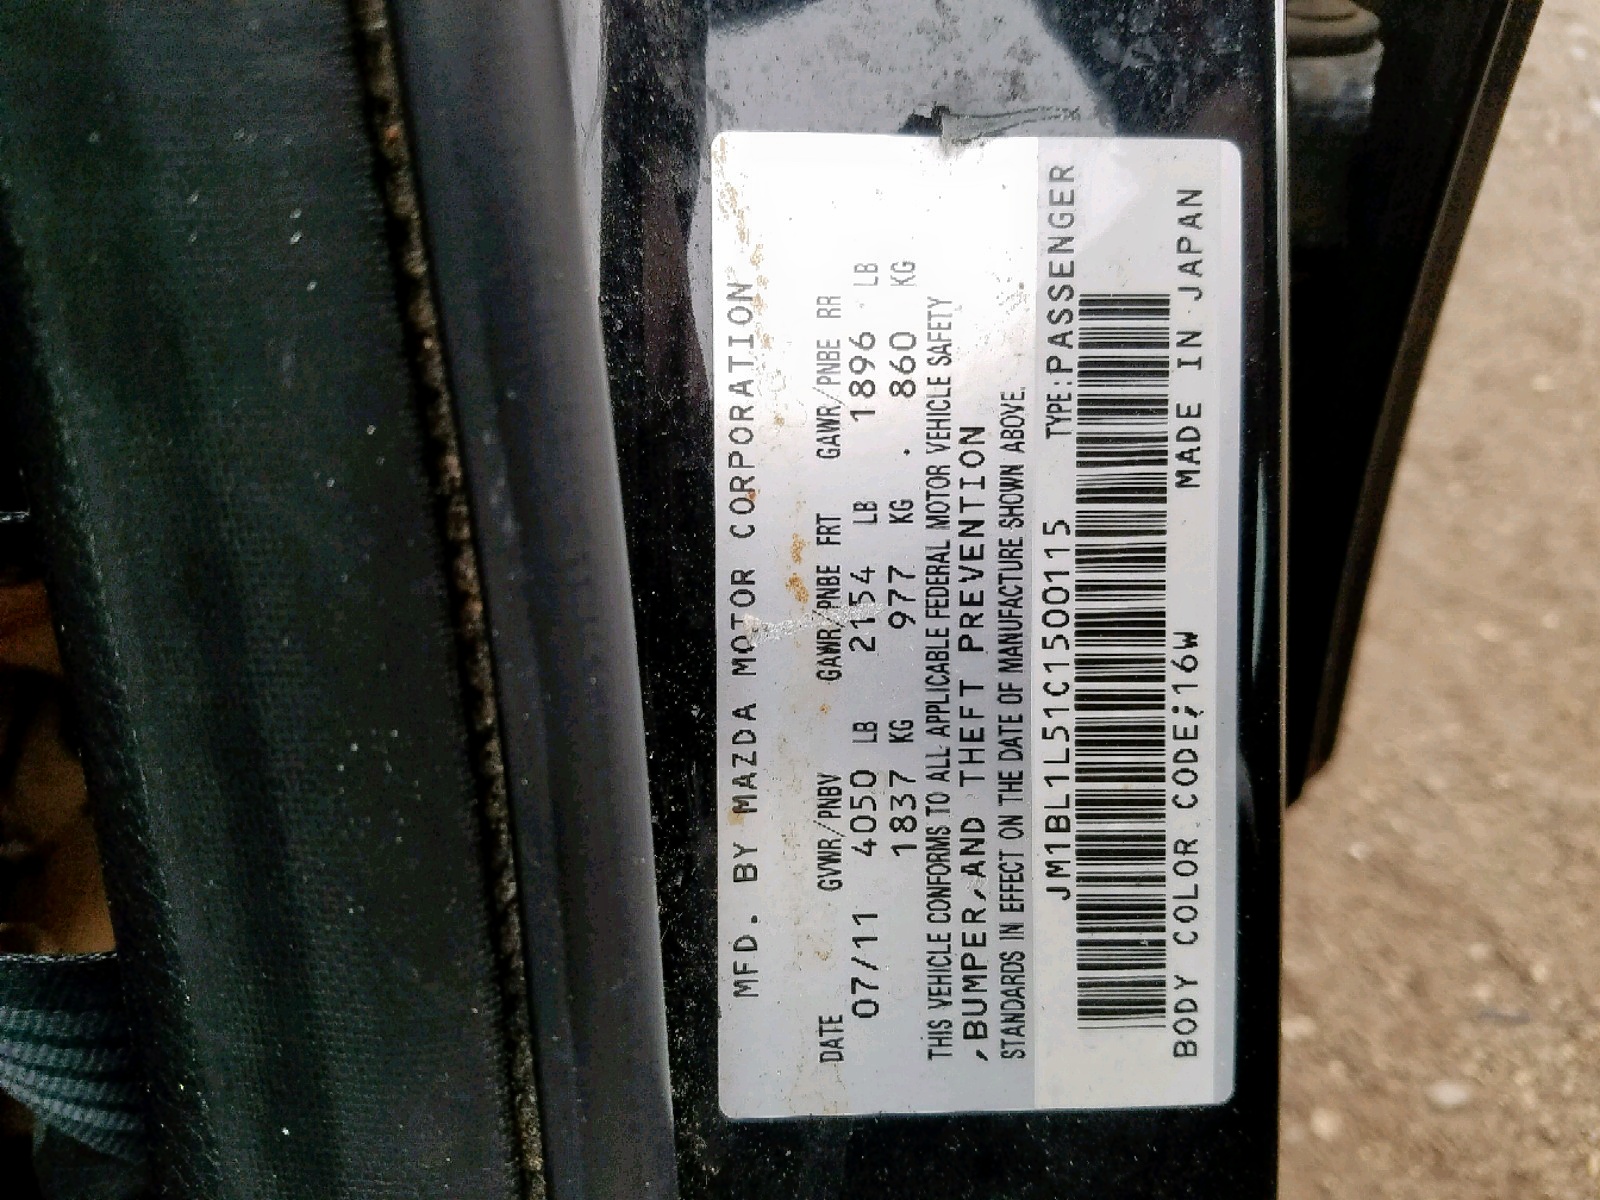 MFD. BY MAZDA MOTOR CORPORATION
DATE GVWR/PNBV GAWR/PNBE FRT GAWR/PNBE RR
07/11 4050 LB 2154 LB 1896 LB
1837 KG 977 KG . 860 KG
THIS VEHICLE CONFORMS TO ALL APPLICABLE FEDERAL MOTOR VEHICLE SAFETY
,BUMPER,AND THEFT PREVENTION
STANDARDS IN EFFECT ON THE DATE OF MANUFACTURE SHOWN ABOVE.
JM1BL1L51C1500115 TYPE:PASSENGER
BODY COLOR CODE;16W MADE IN JAPAN